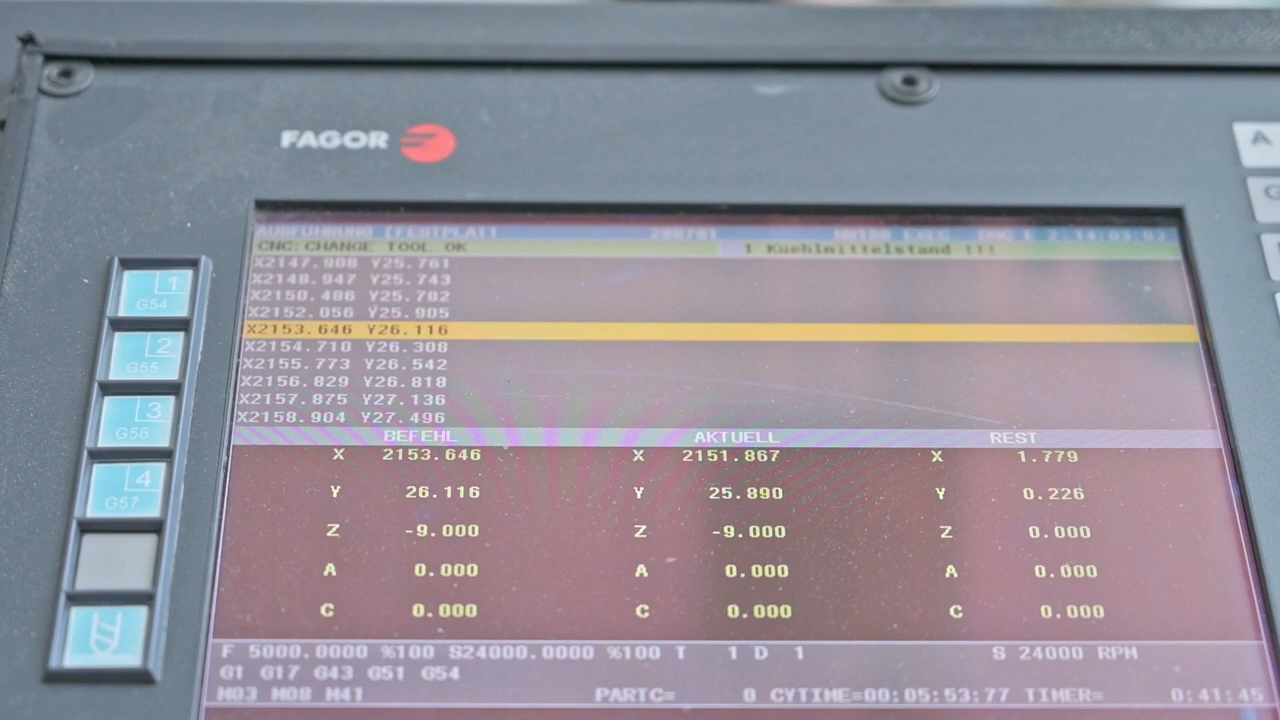 FAGOR
A
AUSFÜHRUNG [FESTPLATT
CNC:CHANGE TOOL OK 1 Kuehlmittelstand !!!
X2147.908 Y25.761
X2148.947 Y25.743
X2150.486 Y25.782
X2152.056 Y25.905
X2153.646 Y26.116
X2154.710 Y26.308
X2155.773 Y26.542
X2156.829 Y26.818
X2157.875 Y27.136
X2158.904 Y27.496
BEFEHL AKTUELL REST
X 2153.646 X 2151.867 X 1.779
Y 26.116 Y 25.890 Y 0.226
Z -9.000 Z -9.000 Z 0.000
A 0.000 A 0.000 A 0.000
C 0.000 C 0.000 C 0.000
F 5000.0000 %100 S24000.0000 %100 T 1 D 1 S 24000 RPM
G1 G17 G43 G51 G54
M03 M08 M41 PARTC= 0 CYTIME=00:05:53:77 TIMER= 0:41:45
1
G54
2
G55
3
G56
4
G57